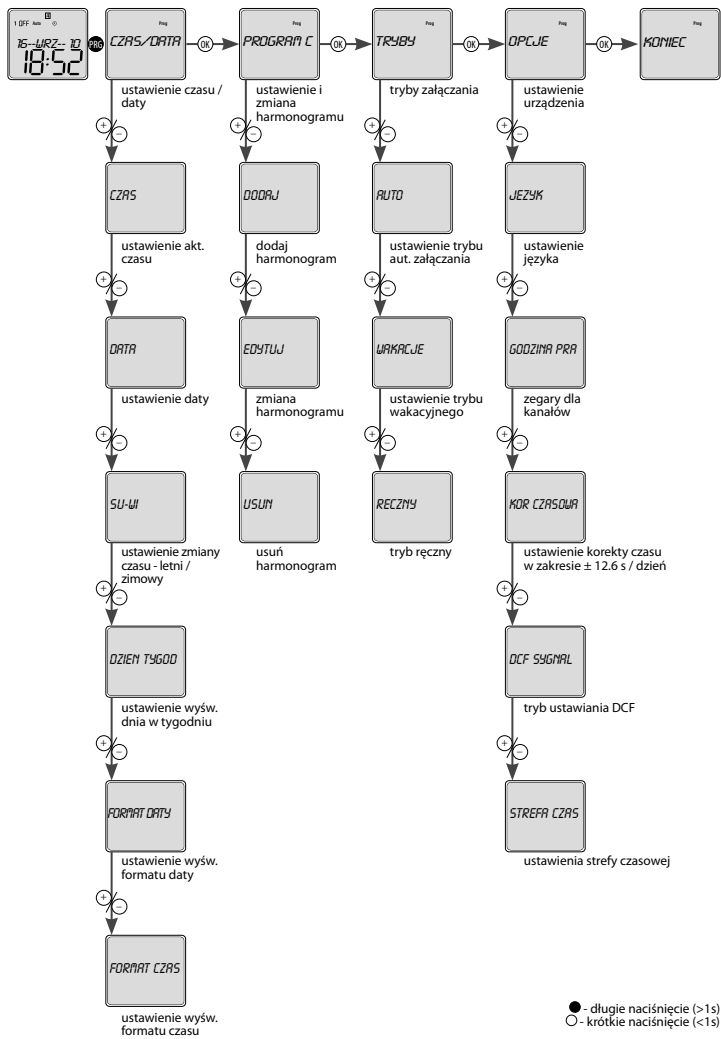 1 OFF Auto
16--WRZ-- 10
18:52
PRG
Prog
CZAS/DATA
OK
Prog
PROGRAM C
OK
Prog
TRYBY
OK
Prog
OPCJE
OK
Prog
KONIEC
ustawienie czasu /
daty
ustawienie i
zmiana
harmonogramu
tryby załączania
ustawienie
urządzenia
+
−
+
−
+
−
+
−
CZAS
DODAJ
AUTO
JEZYK
ustawienie akt.
czasu
dodaj
harmonogram
ustawienie trybu
aut. załączania
ustawienie
języka
+
−
+
−
+
−
+
−
DATA
EDYTUJ
WAKACJE
GODZINA PRA
ustawienie daty
zmiana
harmonogramu
ustawienie trybu
wakacyjnego
zegary dla
kanałów
+
−
+
−
+
−
+
−
SU-WI
USUN
RECZNY
KOR CZASOWA
ustawienie zmiany
czasu - letni /
zimowy
usuń
harmonogram
tryb ręczny
ustawienie korekty czasu
w zakresie ± 12.6 s / dzień
+
−
+
−
DZIEN TYGOD
DCF SYGNAL
ustawienie wyśw.
dnia w tygodniu
tryb ustawiania DCF
+
−
+
−
FORMAT DATY
STREFA CZAS
ustawienie wyśw.
formatu daty
ustawienia strefy czasowej
+
−
FORMAT CZAS
ustawienie wyśw.
formatu czasu
- długie naciśnięcie (>1s)
- krótkie naciśnięcie (<1s)